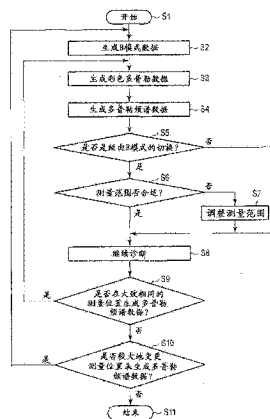 开始
S1
生成B模式数据
S2
生成彩色多普勒数据
S3
生成多普勒频谱数据
S4
S5
是否是经由B模式的切换？
否
是
S6
测量范围否合适？
否
S7
调整测量范围
是
继续诊断
S8
S9
是否在大致相同的
测量位置生成多普勒
频谱数据？
是
否
S10
是否较大地变更
测量位置来生成多普勒
频谱数据？
是
否
结束
S11